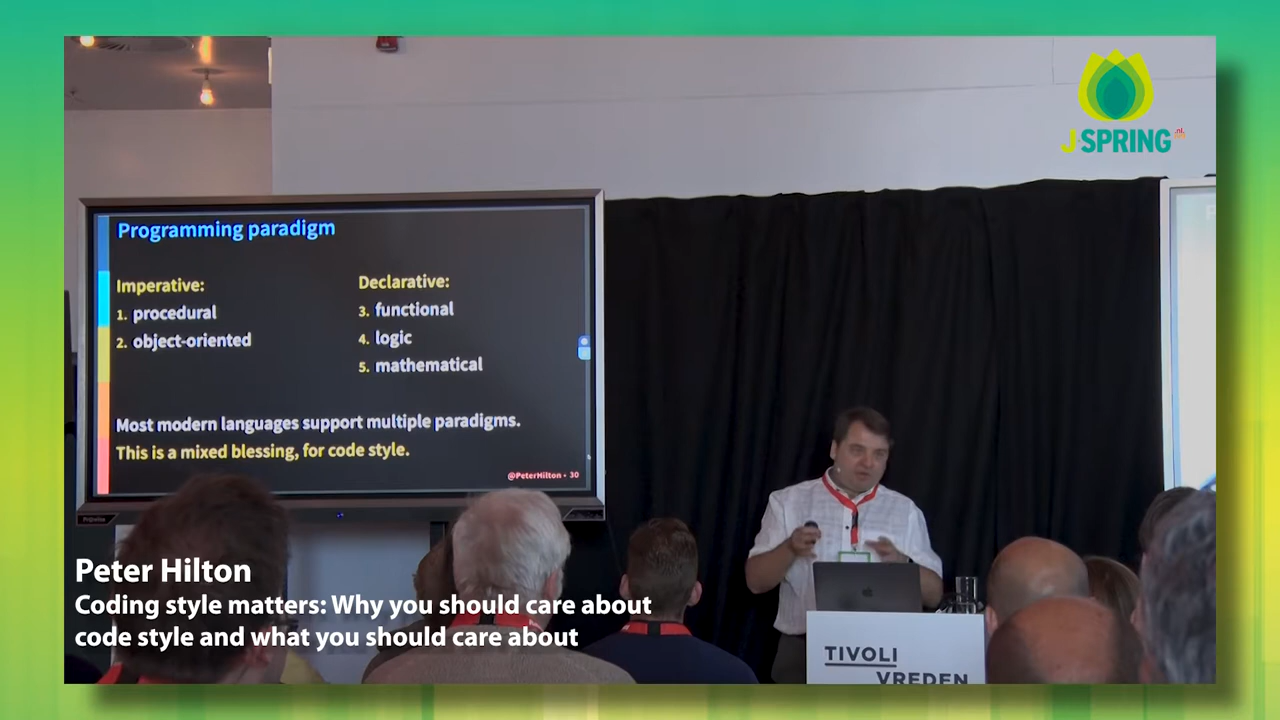 J-SPRING.nl
Programming paradigm
Imperative:
1. procedural
2. object-oriented
Declarative:
3. functional
4. logic
5. mathematical
Most modern languages support multiple paradigms.
This is a mixed blessing, for code style.
@PeterHilton - 30
Peter Hilton
Coding style matters: Why you should care about
code style and what you should care about
TIVOLI
VREDEN